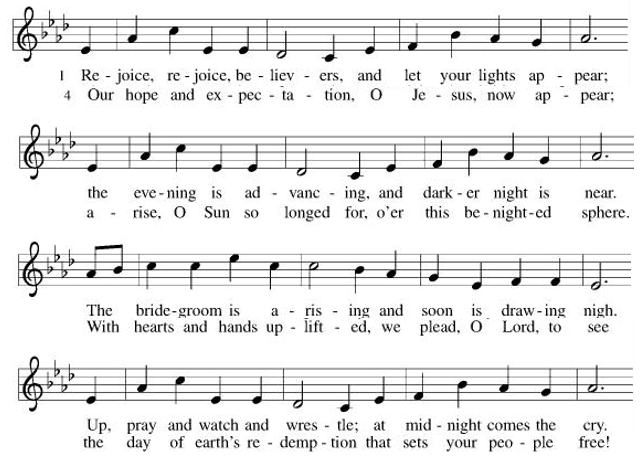 1 Re - joice, re - joice, be - liev - ers, and let your lights ap - pear;
4 Our hope and ex - pec - ta - tion, O Je - sus, now ap - pear;
the eve - ning is ad - vanc - ing, and dark - er night is near.
a - rise, O Sun so longed for, o'er this be - night - ed sphere.
The bride - groom is a - ris - ing and soon is draw - ing nigh.
With hearts and hands up - lift - ed, we plead, O Lord, to see
Up, pray and watch and wres - tle; at mid - night comes the cry.
the day of earth's re - demp - tion that sets your peo - ple free!